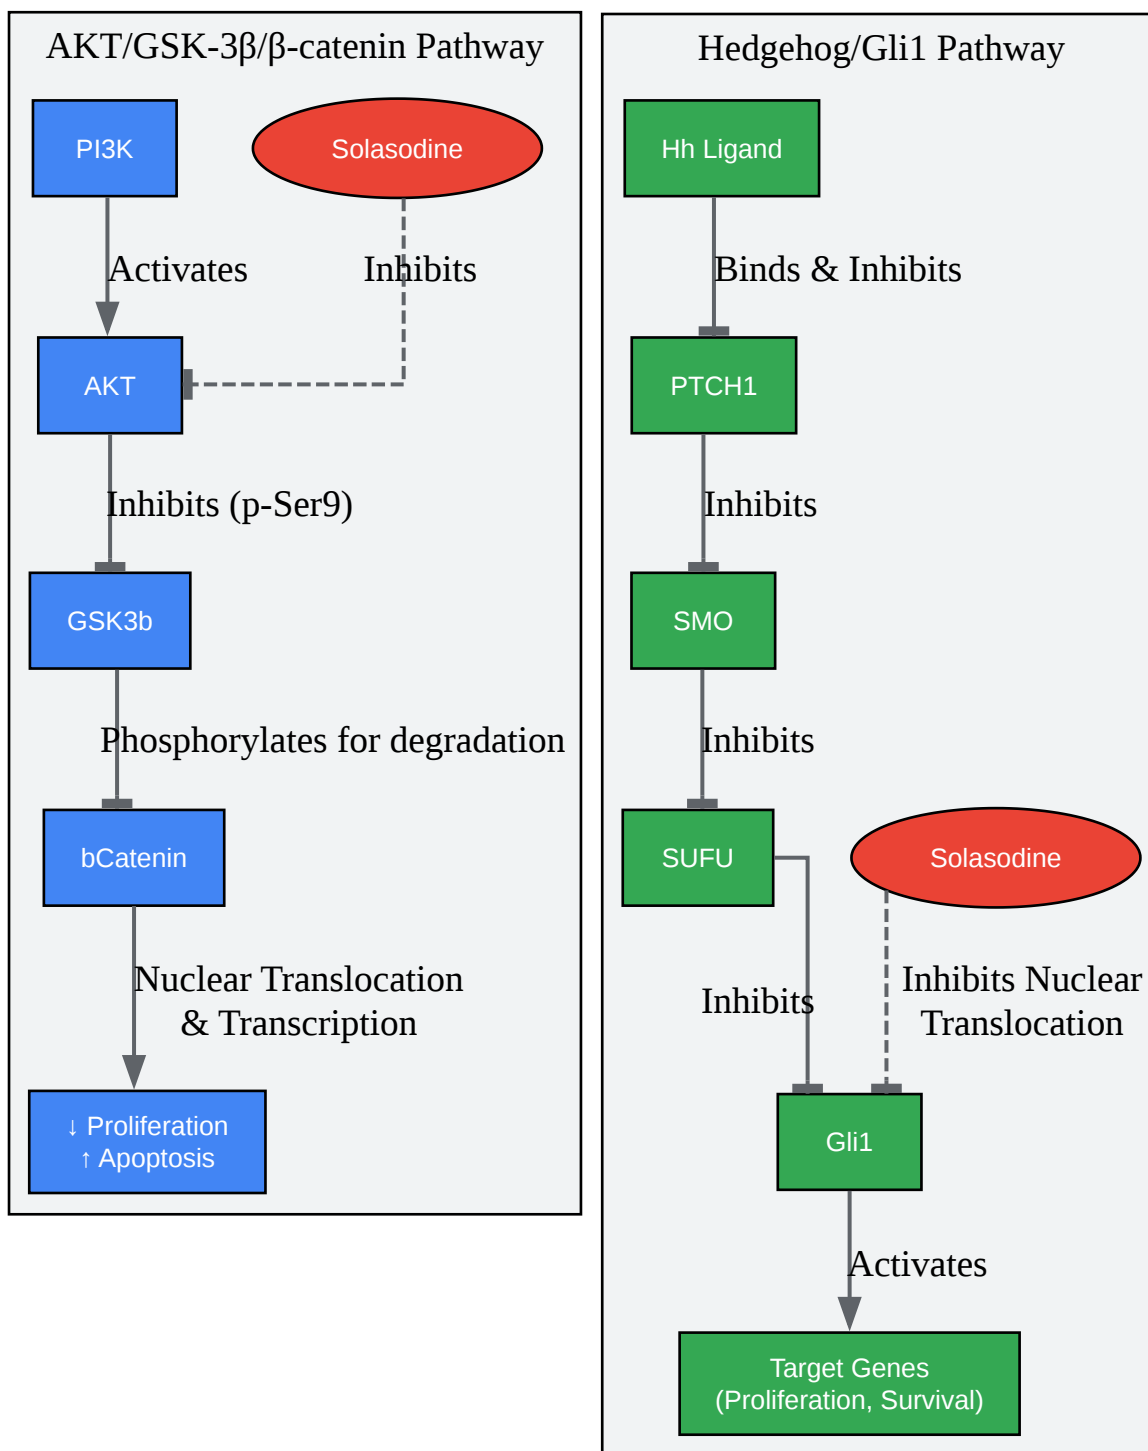 AKT/GSK-3β/β-catenin Pathway
PI3K
Solasodine
Activates
Inhibits
AKT
Inhibits (p-Ser9)
GSK3b
Phosphorylates for degradation
bCatenin
Nuclear Translocation
& Transcription
↓ Proliferation
↑ Apoptosis
Hedgehog/Gli1 Pathway
Hh Ligand
Binds & Inhibits
PTCH1
Inhibits
SMO
Inhibits
SUFU
Solasodine
Inhibits
Inhibits Nuclear
Translocation
Gli1
Activates
Target Genes
(Proliferation, Survival)